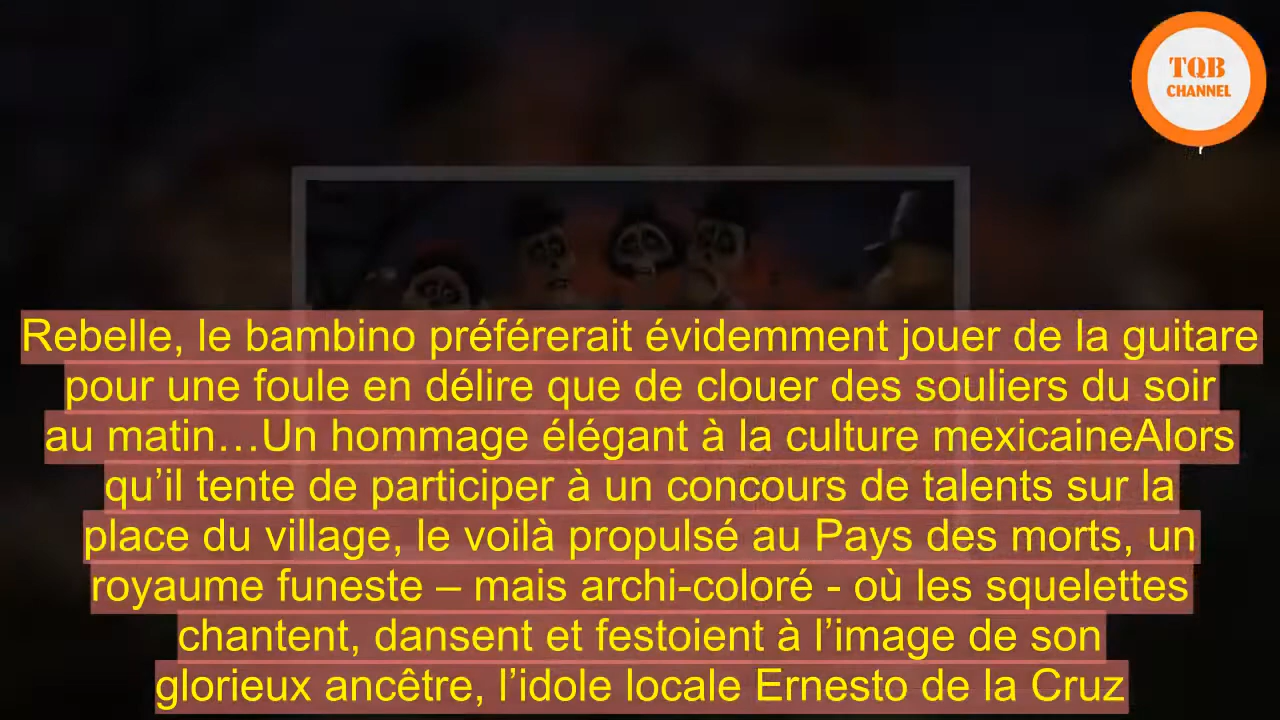 TQB
CHANNEL
Rebelle, le bambino préférerait évidemment jouer de la guitare
pour une foule en délire que de clouer des souliers du soir
au matin…Un hommage élégant à la culture mexicaineAlors
qu’il tente de participer à un concours de talents sur la
place du village, le voilà propulsé au Pays des morts, un
royaume funeste – mais archi-coloré - où les squelettes
chantent, dansent et festoient à l’image de son
glorieux ancêtre, l’idole locale Ernesto de la Cruz